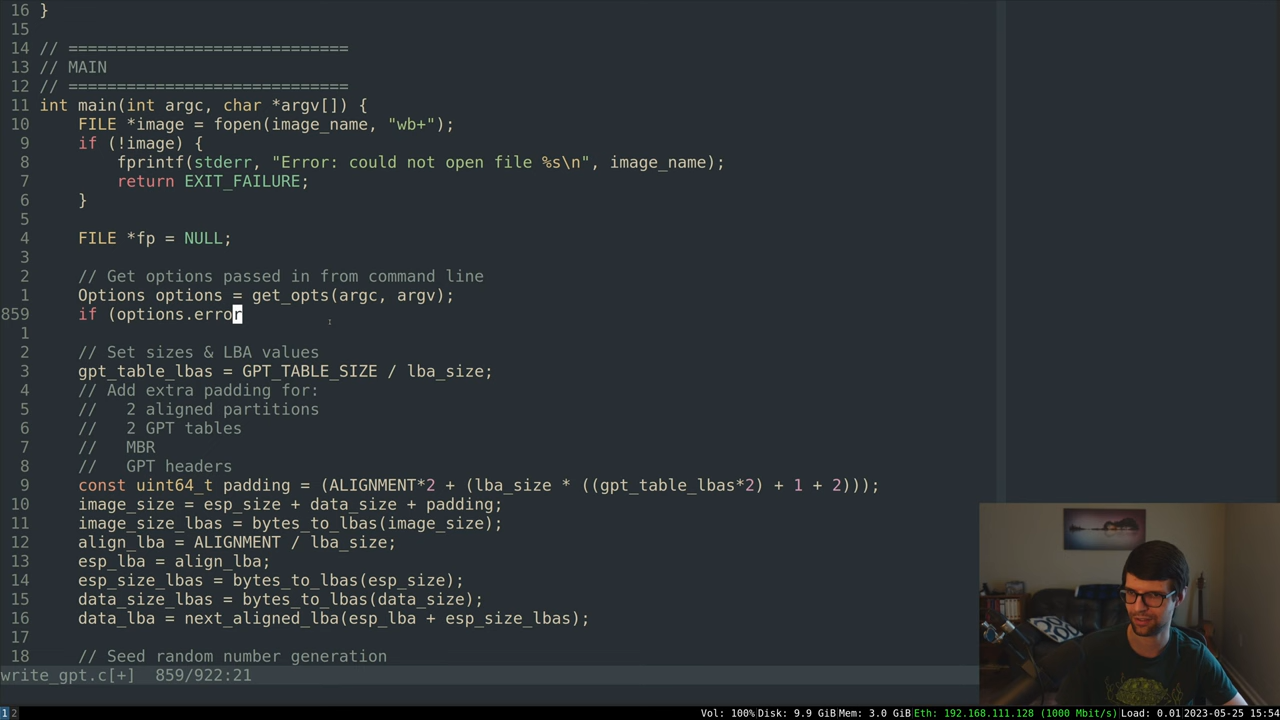 16 }
15
14 // =============================
13 // MAIN
12 // =============================
11 int main(int argc, char *argv[]) {
10     FILE *image = fopen(image_name, "wb+");
9     if (!image) {
8         fprintf(stderr, "Error: could not open file %s\n", image_name);
7         return EXIT_FAILURE;
6     }
5
4     FILE *fp = NULL;
3
2     // Get options passed in from command line
1     Options options = get_opts(argc, argv);
859     if (options.error
1
2     // Set sizes & LBA values
3     gpt_table_lbas = GPT_TABLE_SIZE / lba_size;
4     // Add extra padding for:
5     //   2 aligned partitions
6     //   2 GPT tables
7     //   MBR
8     //   GPT headers
9     const uint64_t padding = (ALIGNMENT*2 + (lba_size * ((gpt_table_lbas*2) + 1 + 2)));
10     image_size = esp_size + data_size + padding;
11     image_size_lbas = bytes_to_lbas(image_size);
12     align_lba = ALIGNMENT / lba_size;
13     esp_lba = align_lba;
14     esp_size_lbas = bytes_to_lbas(esp_size);
15     data_size_lbas = bytes_to_lbas(data_size);
16     data_lba = next_aligned_lba(esp_lba + esp_size_lbas);
17
18     // Seed random number generation
write_gpt.c[+]  859/922:21
1 2 Vol: 100% Disk: 9.9 GiB Mem: 3.0 GiB Eth: 192.168.111.128 (1000 Mbit/s) Load: 0.01 2023-05-25 15:54